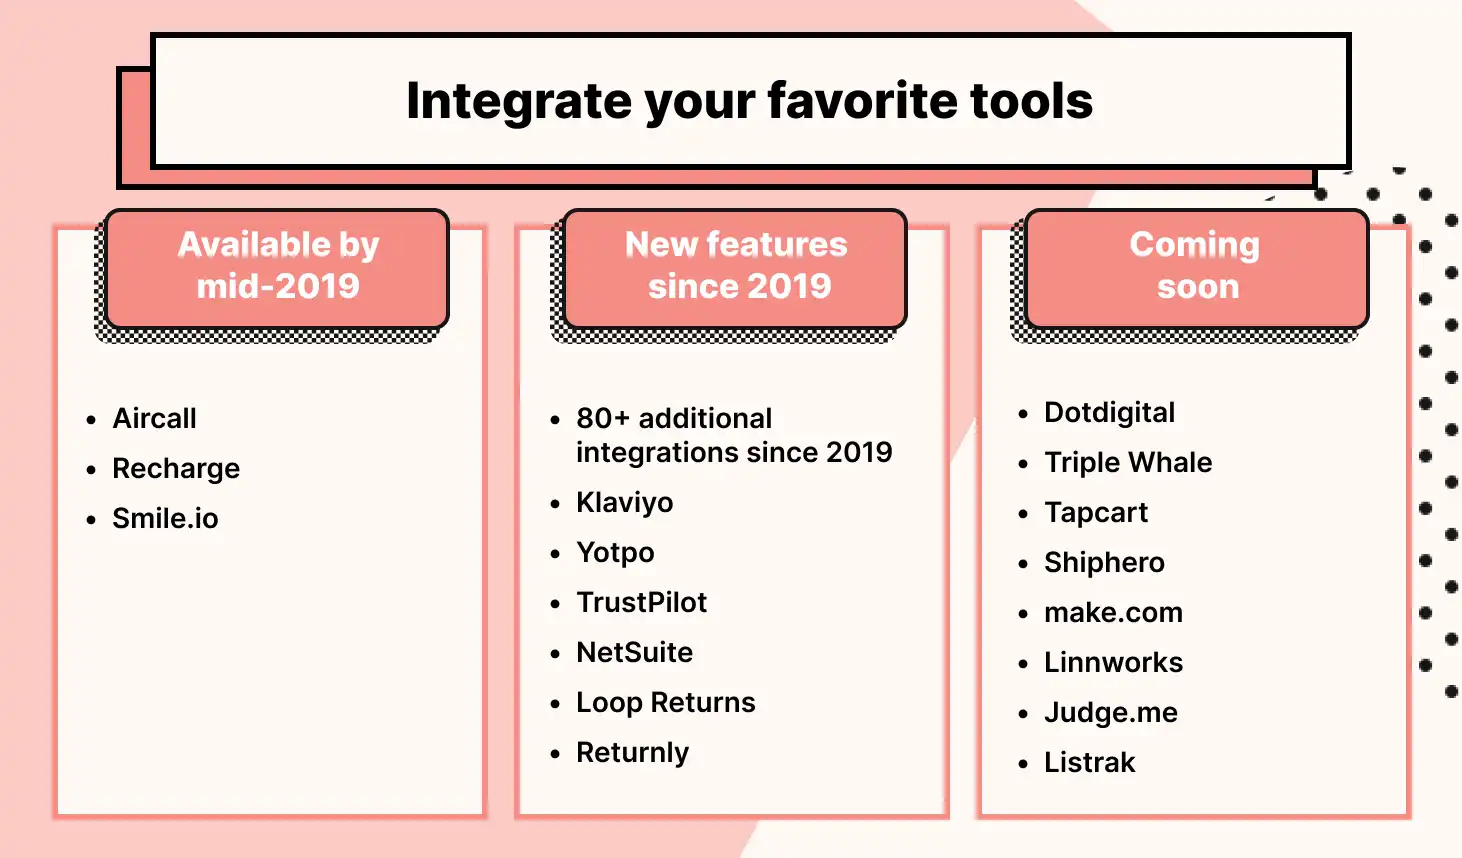 Integrate your favorite tools
Available by
mid-2019
• Aircall
• Recharge
• Smile.io
New features
since 2019
• 80+ additional
integrations since 2019
• Klaviyo
• Yotpo
• TrustPilot
• NetSuite
• Loop Returns
• Returnly
Coming
soon
• Dotdigital
• Triple Whale
• Tapcart
• Shiphero
• make.com
• Linnworks
• Judge.me
• Listrak